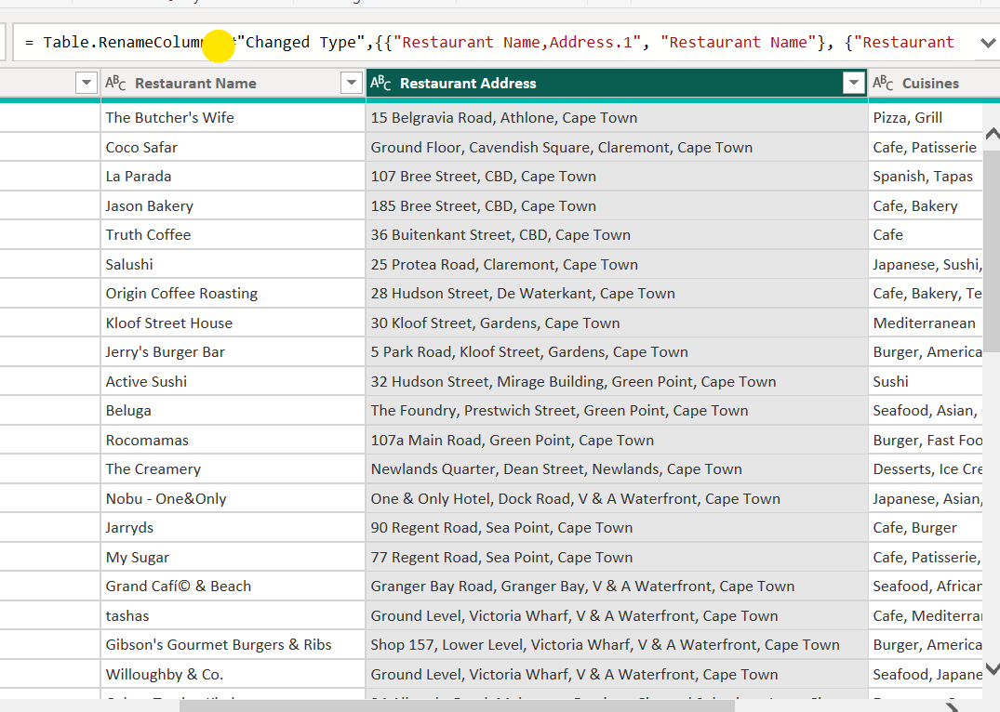 = Table.RenameColumn "Changed Type",{{"Restaurant Name,Address.1", "Restaurant Name"}, {"Restaurant
ABC Restaurant Name ABC Restaurant Address ABC Cuisines
The Butcher's Wife 15 Belgravia Road, Athlone, Cape Town Pizza, Grill
Coco Safar Ground Floor, Cavendish Square, Claremont, Cape Town Cafe, Patisserie
La Parada 107 Bree Street, CBD, Cape Town Spanish, Tapas
Jason Bakery 185 Bree Street, CBD, Cape Town Cafe, Bakery
Truth Coffee 36 Buitenkant Street, CBD, Cape Town Cafe
Salushi 25 Protea Road, Claremont, Cape Town Japanese, Sushi,
Origin Coffee Roasting 28 Hudson Street, De Waterkant, Cape Town Cafe, Bakery, Te
Kloof Street House 30 Kloof Street, Gardens, Cape Town Mediterranean
Jerry's Burger Bar 5 Park Road, Kloof Street, Gardens, Cape Town Burger, America
Active Sushi 32 Hudson Street, Mirage Building, Green Point, Cape Town Sushi
Beluga The Foundry, Prestwich Street, Green Point, Cape Town Seafood, Asian,
Rocomamas 107a Main Road, Green Point, Cape Town Burger, Fast Foo
The Creamery Newlands Quarter, Dean Street, Newlands, Cape Town Desserts, Ice Cre
Nobu - One&Only One & Only Hotel, Dock Road, V & A Waterfront, Cape Town Japanese, Asian,
Jarryds 90 Regent Road, Sea Point, Cape Town Cafe, Burger
My Sugar 77 Regent Road, Sea Point, Cape Town Cafe, Patisserie,
Grand Cafí© & Beach Granger Bay Road, Granger Bay, V & A Waterfront, Cape Town Seafood, African
tashas Ground Level, Victoria Wharf, V & A Waterfront, Cape Town Cafe, Mediterra
Gibson's Gourmet Burgers & Ribs Shop 157, Lower Level, Victoria Wharf, V & A Waterfront, Cape Town Burger, America
Willoughby & Co. Ground Level, Victoria Wharf, V & A Waterfront, Cape Town Seafood, Japane